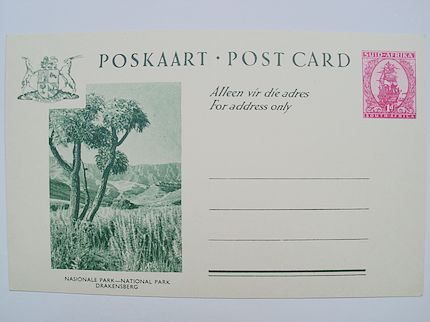 POSKAART · POST CARD
SUID-AFRIKA
Alleen vir die adres
For address only
1D
SOUTH AFRICA
NASIONALE PARK—NATIONAL PARK
DRAKENSBERG